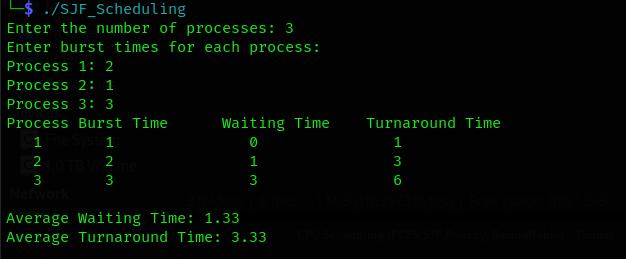 └─$ ./SJF_Scheduling
Enter the number of processes: 3
Enter burst times for each process:
Process 1: 2
Process 2: 1
Process 3: 3
Process Burst Time      Waiting Time    Turnaround Time
   1       1               0               1
   2       2               1               3
   3       3               3               6

Average Waiting Time: 1.33
Average Turnaround Time: 3.33